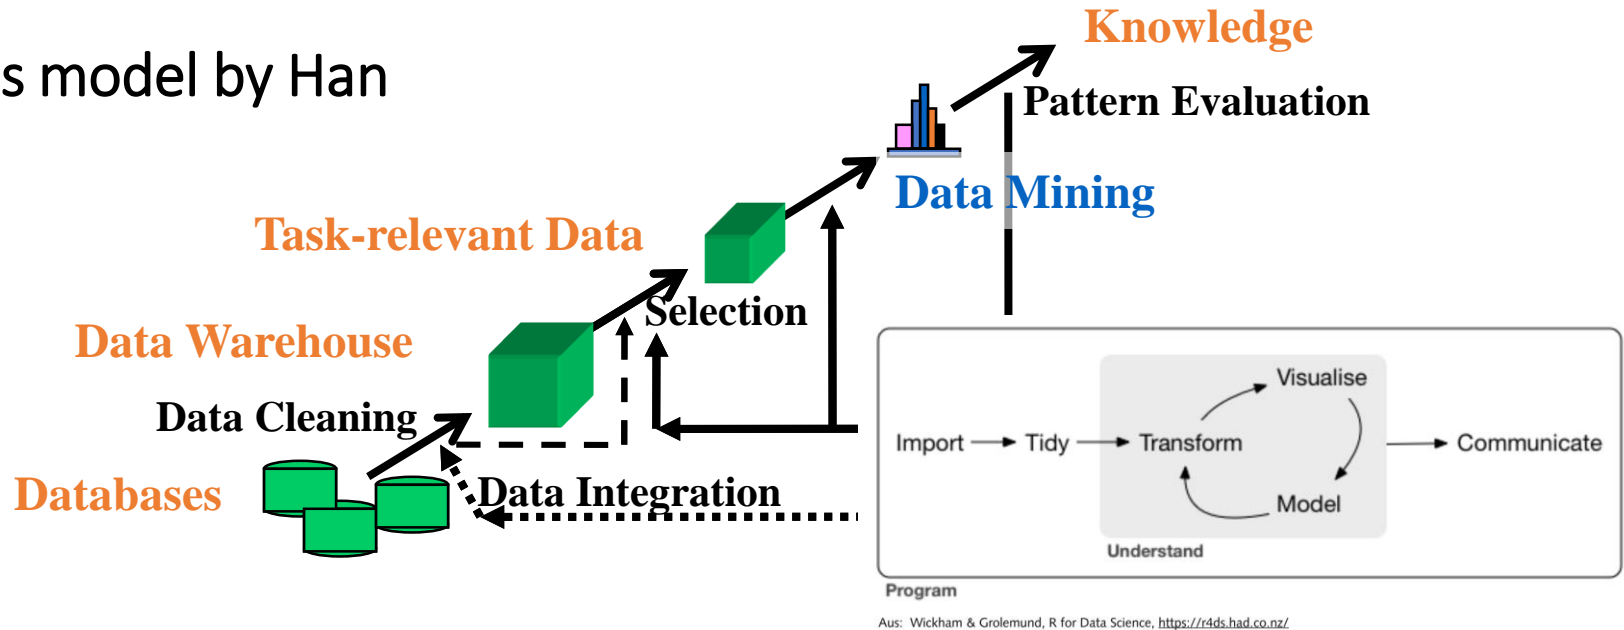 s model by Han
Knowledge
Pattern Evaluation
Data Mining
Task-relevant Data
Selection
Data Warehouse
Data Cleaning
Databases
Data Integration
Import
Tidy
Transform
Visualise
Model
Communicate
Understand
Program
Aus: Wickham & Grolemund, R for Data Science, https://r4ds.had.co.nz/